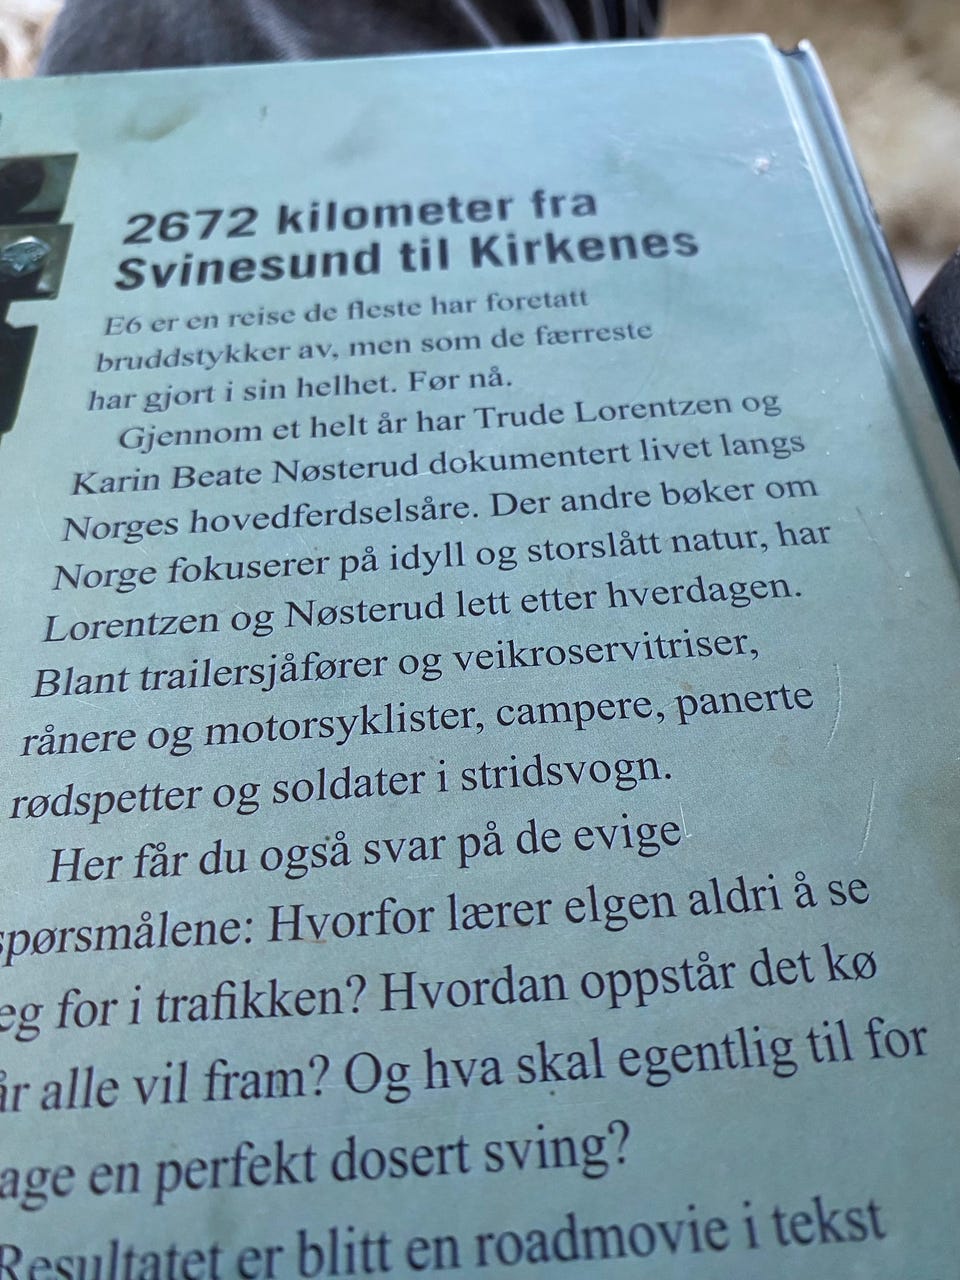 2672 kilometer fra
Svinesund til Kirkenes
E6 er en reise de fleste har foretatt
bruddstykker av, men som de færreste
har gjort i sin helhet. Før nå.
Gjennom et helt år har Trude Lorentzen og
Karin Beate Nøsterud dokumentert livet langs
Norges hovedferdselsåre. Der andre bøker om
Norge fokuserer på idyll og storslått natur, har
Lorentzen og Nøsterud lett etter hverdagen.
Blant trailersjåfører og veikroservitriser,
rånere og motorsyklister, campere, panerte
rødspetter og soldater i stridsvogn.
Her får du også svar på de evige
spørsmålene: Hvorfor lærer elgen aldri å se
eg for i trafikken? Hvordan oppstår det kø
år alle vil fram? Og hva skal egentlig til for
age en perfekt dosert sving?
Resultatet er blitt en roadmovie i tekst